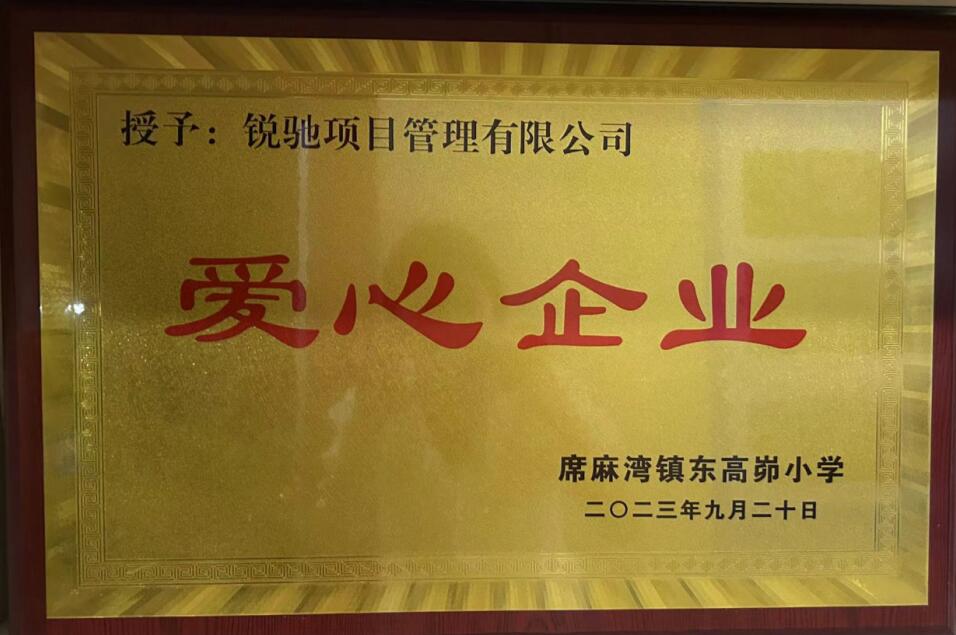 授予：锐驰项目管理有限公司
爱心企业
席麻湾镇东高峁小学
二〇二三年九月二十日